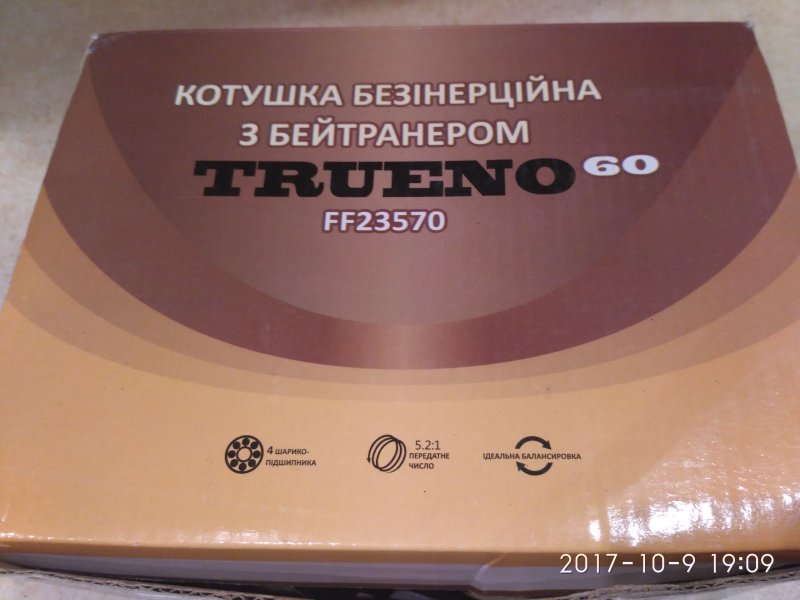 КОТУШКА БЕЗІНЕРЦІЙНА
З БЕЙТРАНЕРОМ
TRUENO 60
FF23570
4 ШАРИКО-
ПІДШИПНИКА
5.2:1
ПЕРЕДАТНЕ
ЧИСЛО
ІДЕАЛЬНА БАЛАНСИРОВКА
2017-10-9 19:09